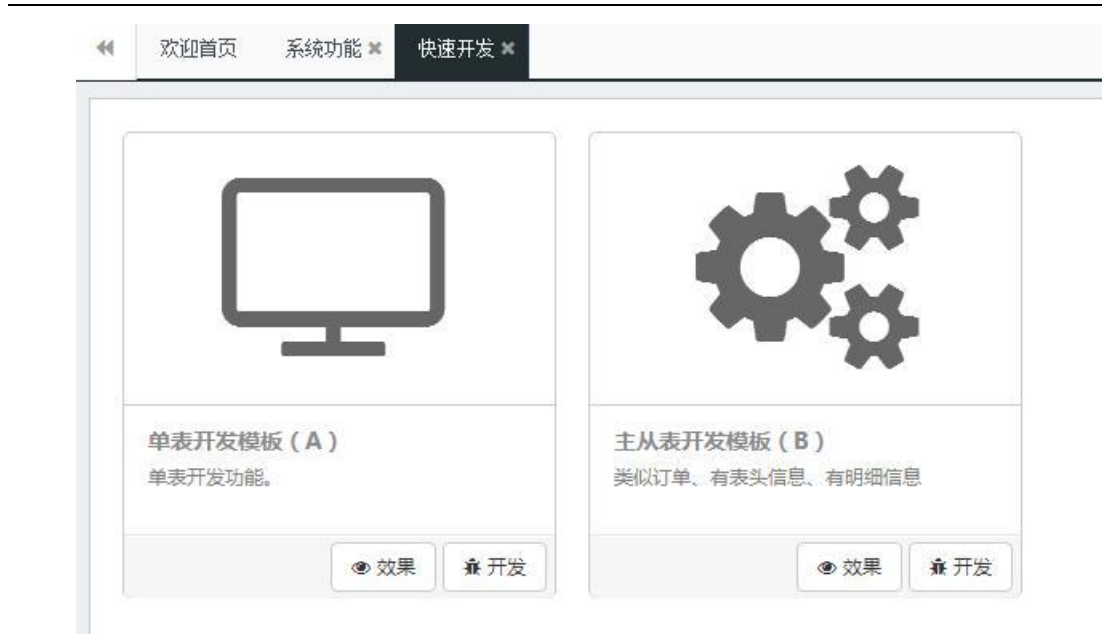 欢迎首页 系统功能 快速开发
单表开发模板（A） 主从表开发模板（B）
单表开发功能。 类似订单、有表头信息、有明细信息
效果 开发 效果 开发